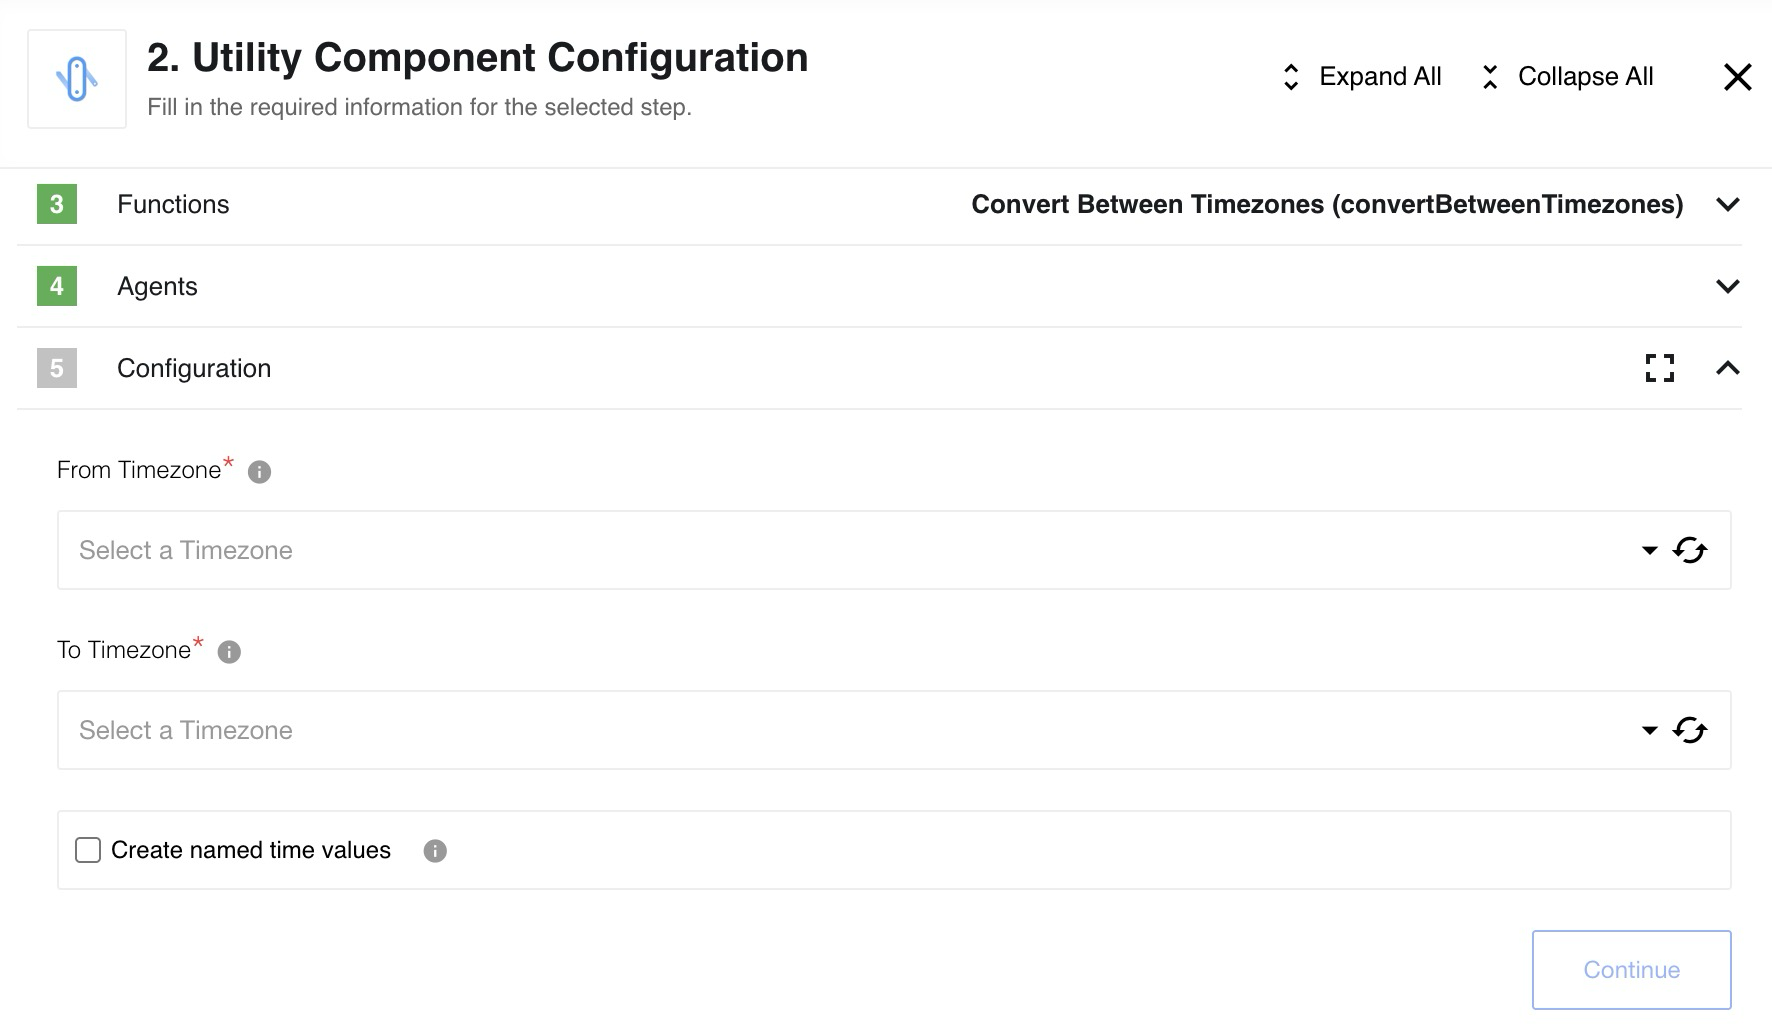 2. Utility Component Configuration
Fill in the required information for the selected step.
Expand All
Collapse All
3 Functions Convert Between Timezones (convertBetweenTimezones)
4 Agents
5 Configuration
From Timezone* i
Select a Timezone
To Timezone* i
Select a Timezone
Create named time values i
Continue